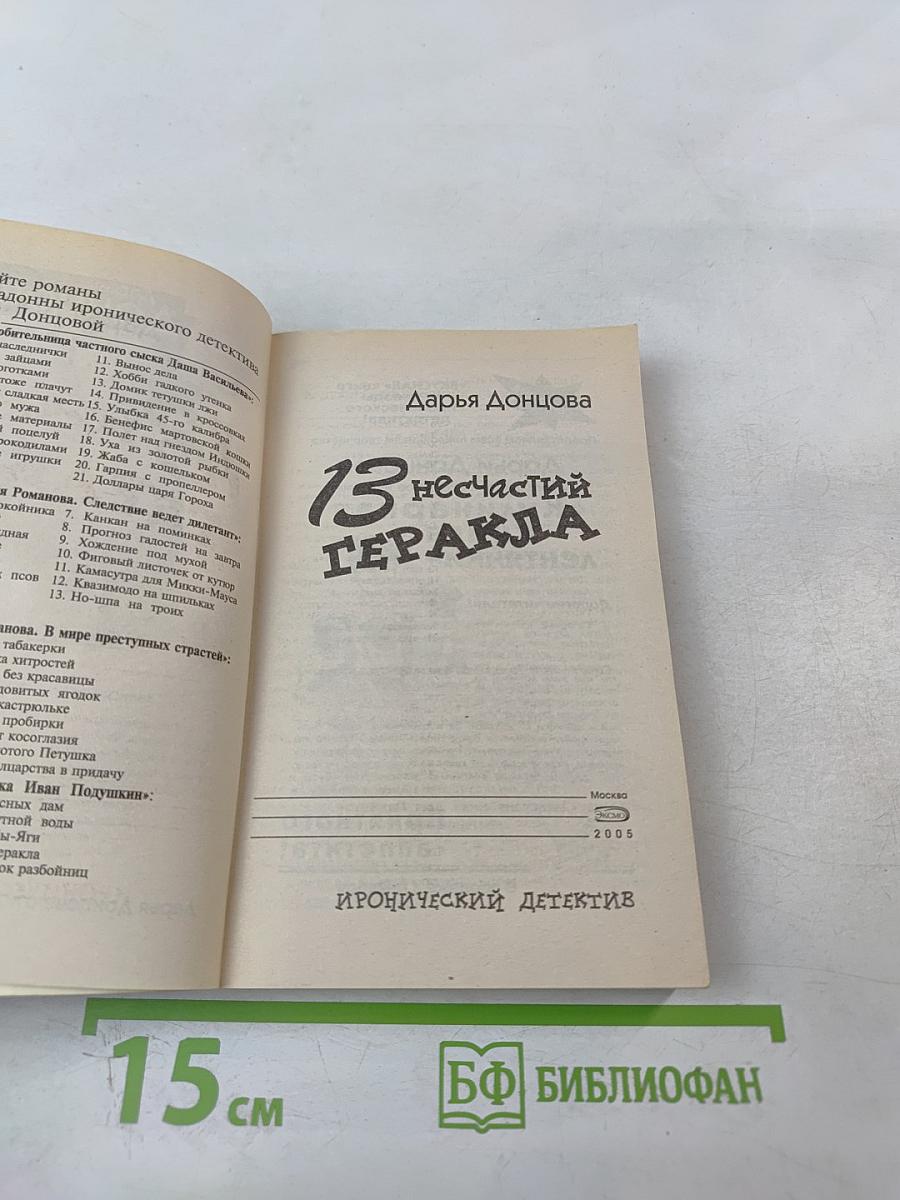 йте романы
адонны иронического детектива
Донцовой
обительница частного сыска Даша Васильева»:
наследнички
зайцами
тоже плачут
сладкая месть
мужа
материалы
поцуй
рокодилами
игрушки
11. Вынос дела
12. Хобби гадкого утенка
13. Домик тетушки лжи
14. Привидение в кроссовках
15. Улыбка 45-го калибра
16. Бенефис мартовской кошки
17. Полет над гнездом Индюшки
18. Уха из золотой рыбки
19. Жаба с кошельком
20. Гарпия с пропеллером
21. Доллары царя Гороха
я Романова. Следствие ведет дилетант»:
окойника
дная
псов
7. Канкан на поминках
8. Прогноз гадостей на завтра
9. Хождение под мухой
10. Фиговый листочек от кутюр
11. Камасутра для Микки-Мауса
12. Квазимодо на шпильках
13. Но-шпа на троих
анова. В мире преступных страстей»:
табакерки
ка хитростей
без красавицы
довитых ягодок
кастрюльке
пробирки
т косоглазия
отого Петушка
лцарства в придачу
ка Иван Подушкин»:
сных дам
тной воды
ы-Яги
еракла
ок разбойниц
Дарья Донцова
13 несчастий
ГЕРАКЛА
Москва
ЭКСМО
2005
ИРОНИЧЕСКИЙ ДЕТЕКТИВ
15 см
БФ БИБЛИОФАН